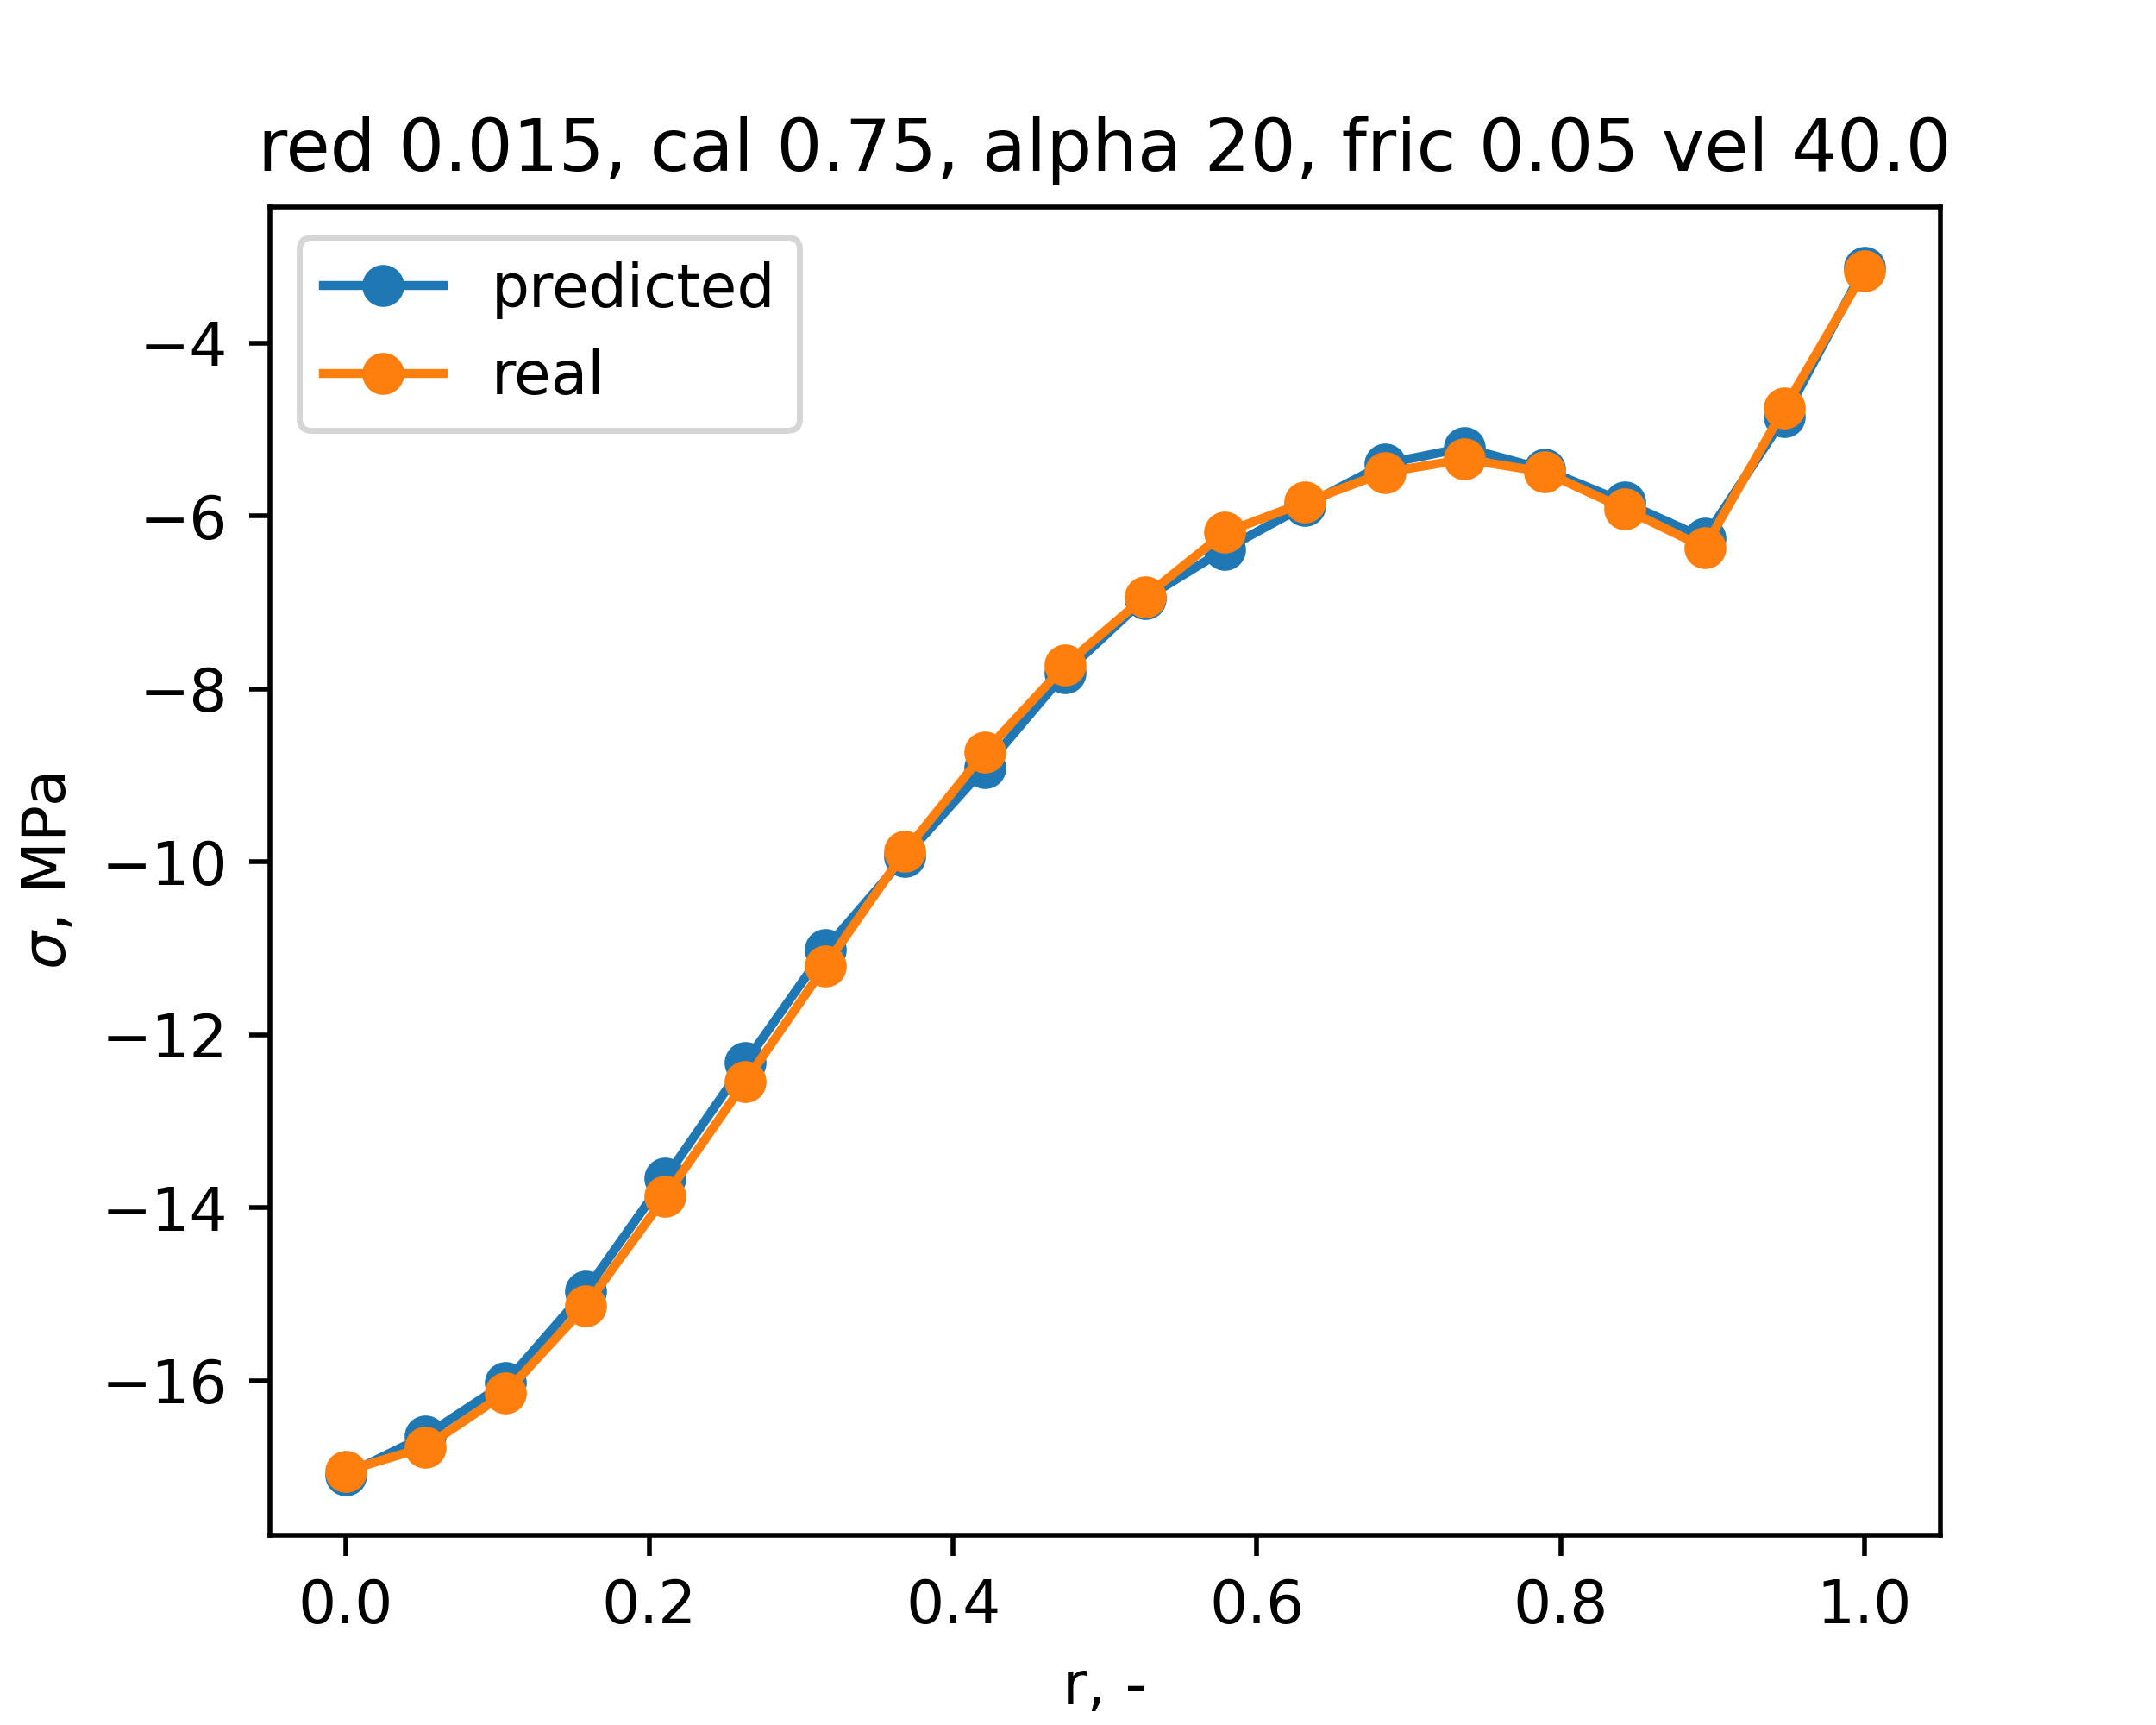 red 0.015, cal 0.75, alpha 20, fric 0.05 vel 40.0
predicted
real
−4
−6
−8
−10
−12
−14
−16
σ, MPa
0.0 0.2 0.4 0.6 0.8 1.0
r, -